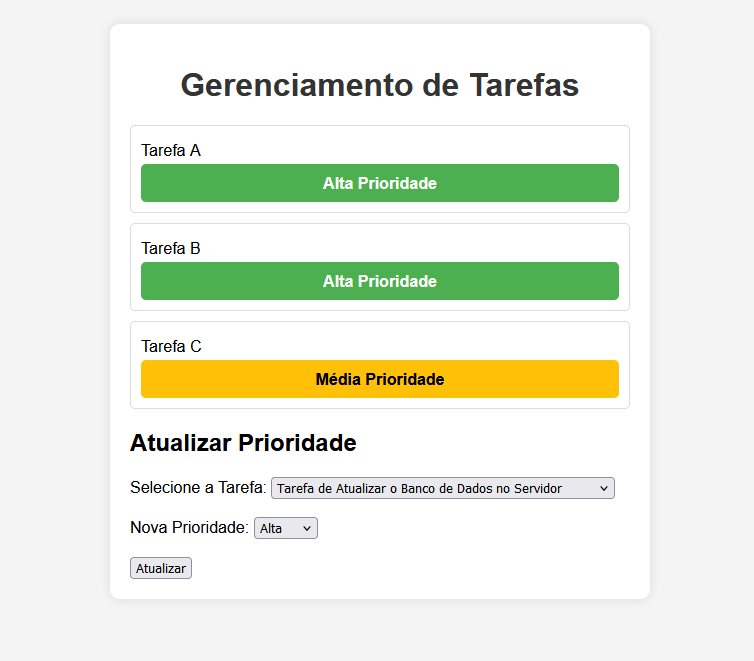 Gerenciamento de Tarefas
Tarefa A
Alta Prioridade
Tarefa B
Alta Prioridade
Tarefa C
Média Prioridade
Atualizar Prioridade
Selecione a Tarefa: Tarefa de Atualizar o Banco de Dados no Servidor
Nova Prioridade: Alta
Atualizar